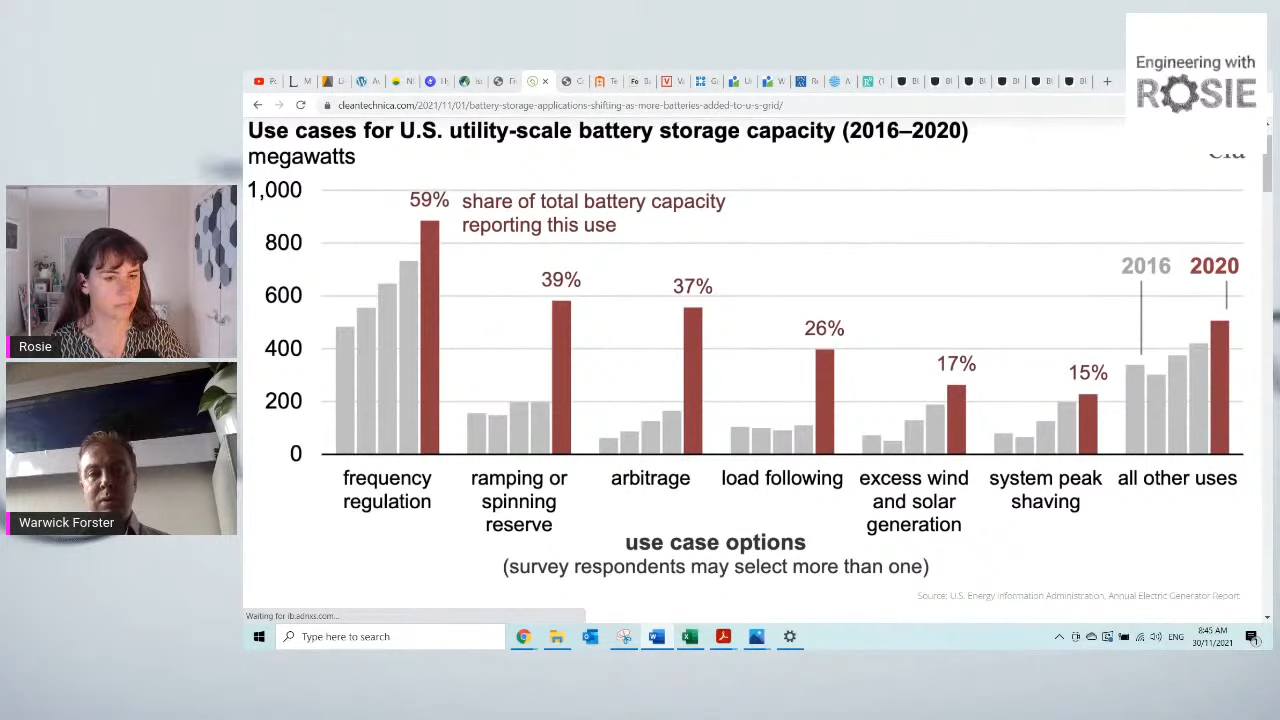 Engineering with
ROSIE
cleantechnica.com/2021/11/01/battery-storage-applications-shifting-as-more-batteries-added-to-u-s-grid/
Use cases for U.S. utility-scale battery storage capacity (2016–2020)
megawatts
1,000
800
600
400
200
0
59%
share of total battery capacity
reporting this use
39%
37%
26%
17%
15%
2016
2020
frequency
regulation
ramping or
spinning
reserve
arbitrage
load following
excess wind
and solar
generation
system peak
shaving
all other uses
use case options
(survey respondents may select more than one)
Source: U.S. Energy Information Administration, Annual Electric Generator Report.
Waiting for ib.adnxs.com...
Type here to search
ENG
8:45 AM
30/11/2021
Rosie
Warwick Forster